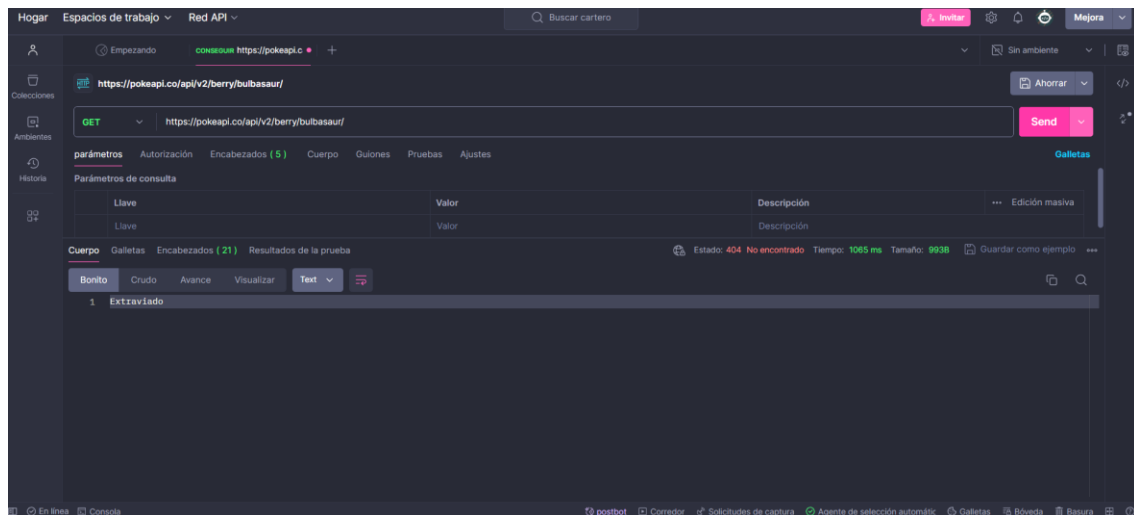 Hogar Espacios de trabajo Red API Buscar cartero Invitar Mejora
Empezando CONSEGUIR https://pokeapi.c + Sin ambiente
Colecciones
Ambientes
Historia
HTTP https://pokeapi.co/api/v2/berry/bulbasaur/ Ahorrar
GET https://pokeapi.co/api/v2/berry/bulbasaur/ Send
parámetros Autorización Encabezados ( 5 ) Cuerpo Guiones Pruebas Ajustes Galletas
Parámetros de consulta
Llave Valor Descripción ••• Edición masiva
Llave Valor Descripción
Cuerpo Galletas Encabezados ( 21 ) Resultados de la prueba Estado: 404 No encontrado Tiempo: 1065 ms Tamaño: 993B Guardar como ejemplo •••
Bonito Crudo Avance Visualizar Text
1 Extraviado
En línea Consola postbot Corredor Solicitudes de captura Agente de selección automátic Galletas Bóveda Basura